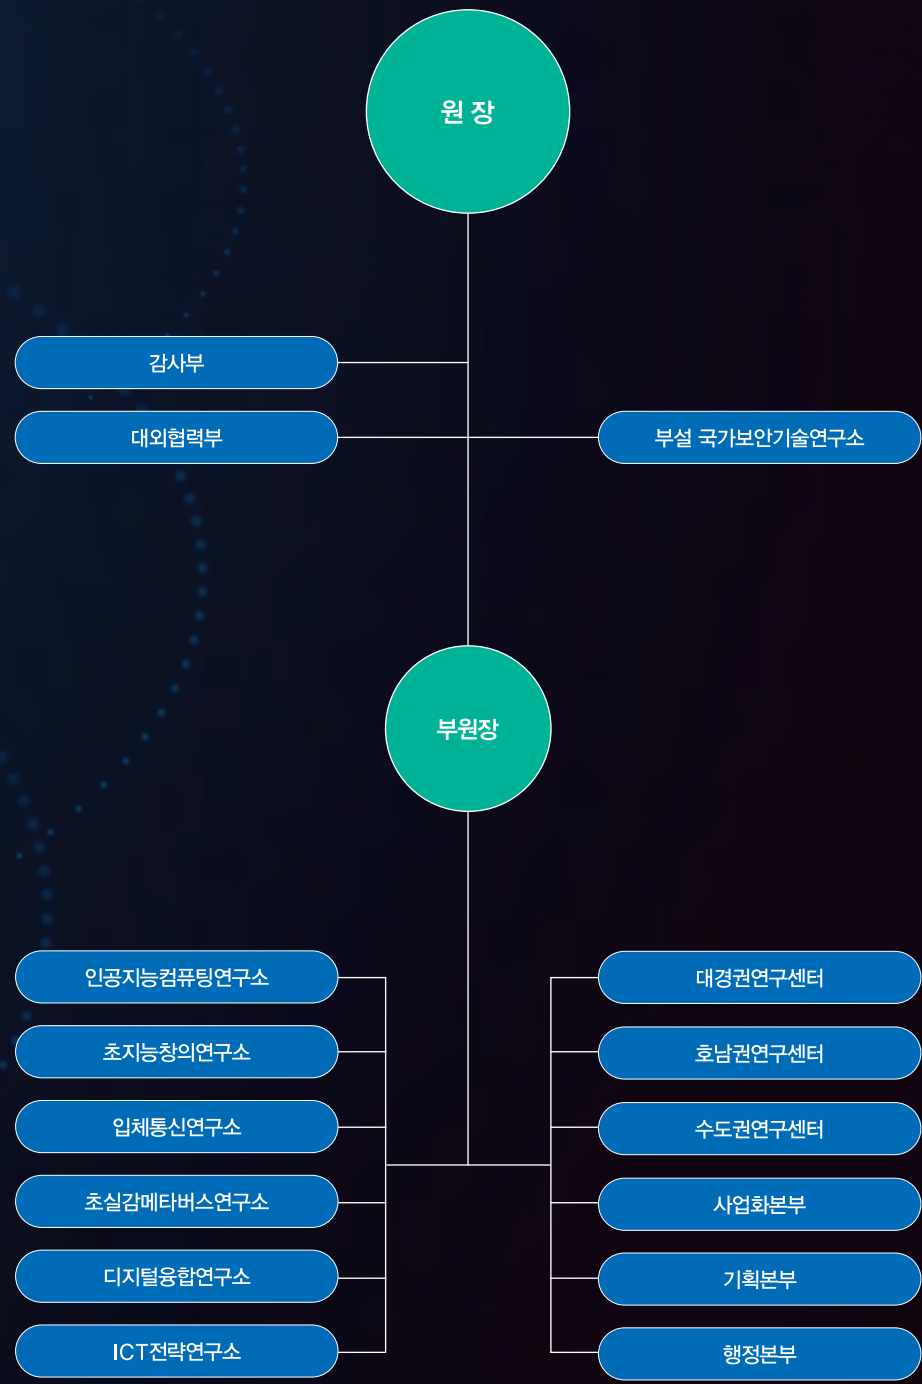 원 장
감사부
대외협력부
부설 국가보안기술연구소
부원장
인공지능컴퓨팅연구소
초지능창의연구소
입체통신연구소
초실감메타버스연구소
디지털융합연구소
ICT전략연구소
대경권연구센터
호남권연구센터
수도권연구센터
사업화본부
기획본부
행정본부